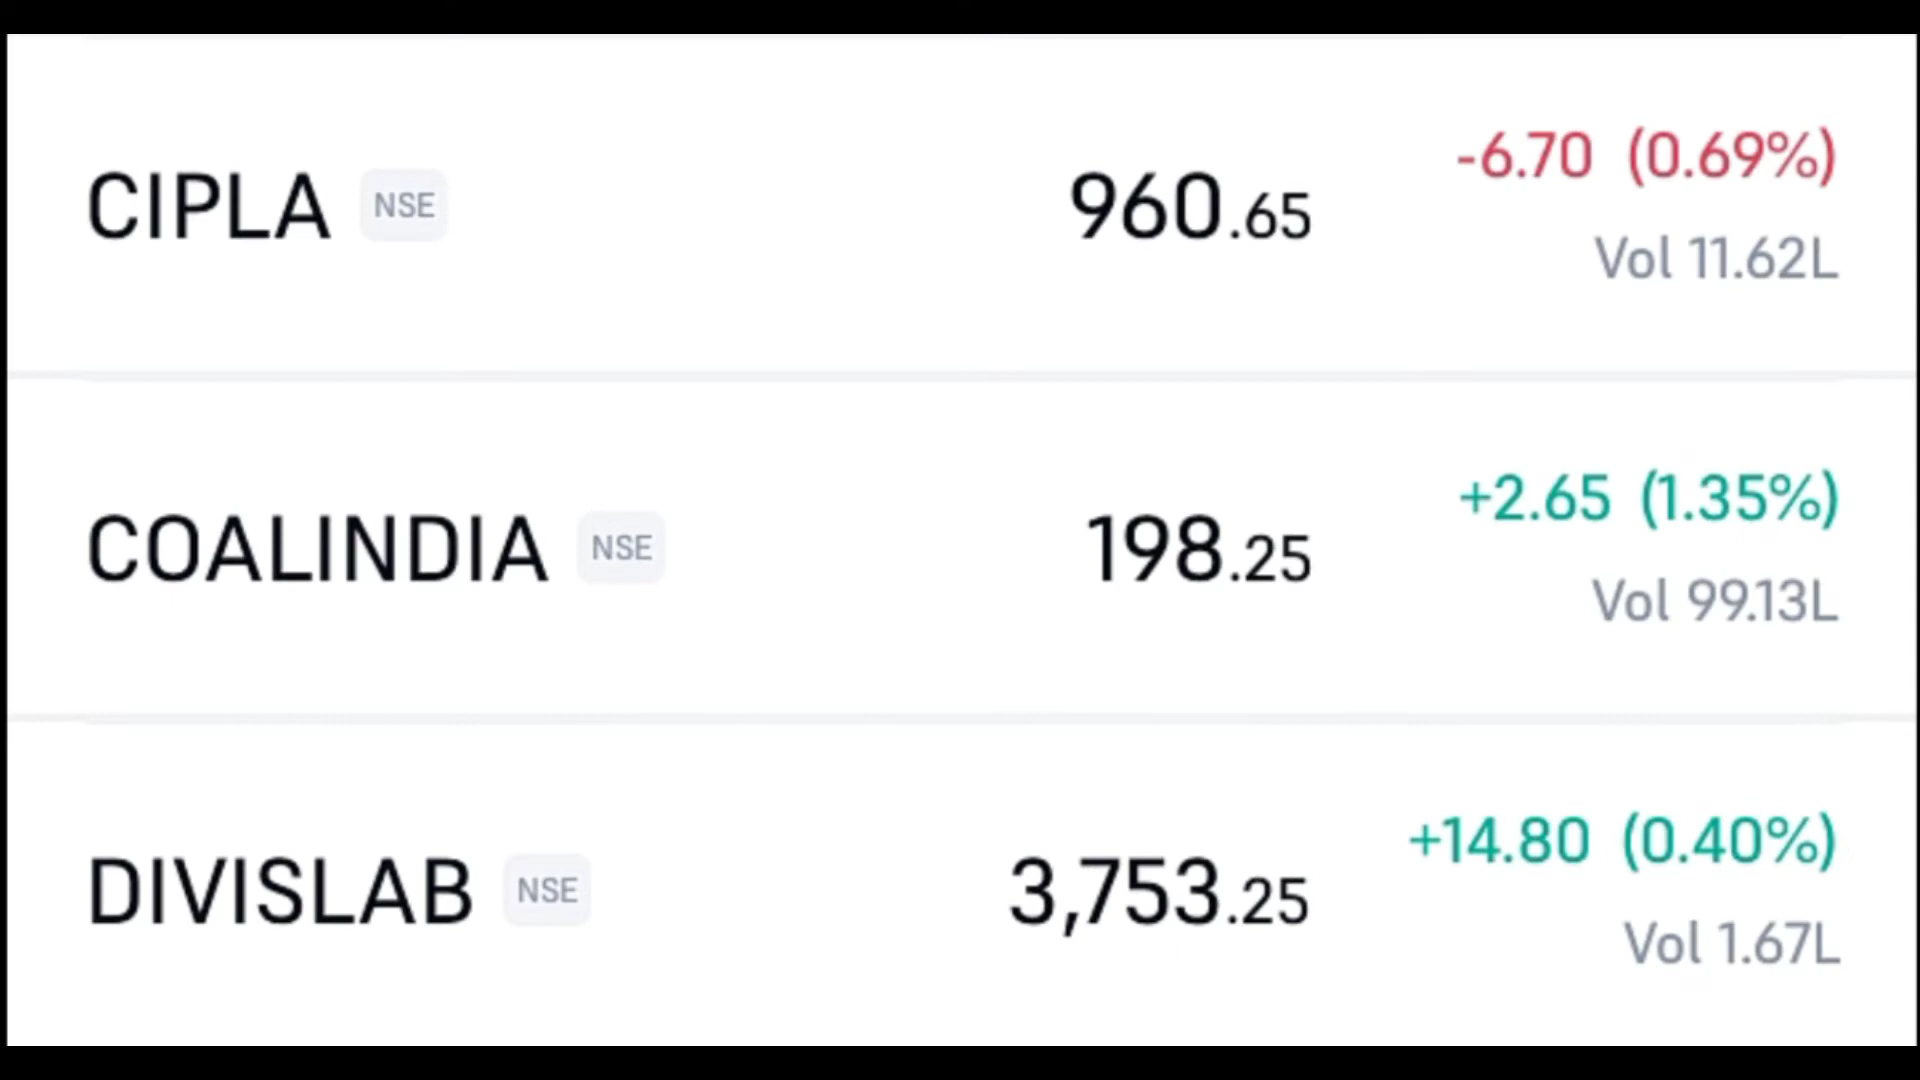 CIPLA NSE 960.65 -6.70 (0.69%)
Vol 11.62L
COALINDIA NSE 198.25 +2.65 (1.35%)
Vol 99.13L
DIVISLAB NSE 3,753.25 +14.80 (0.40%)
Vol 1.67L